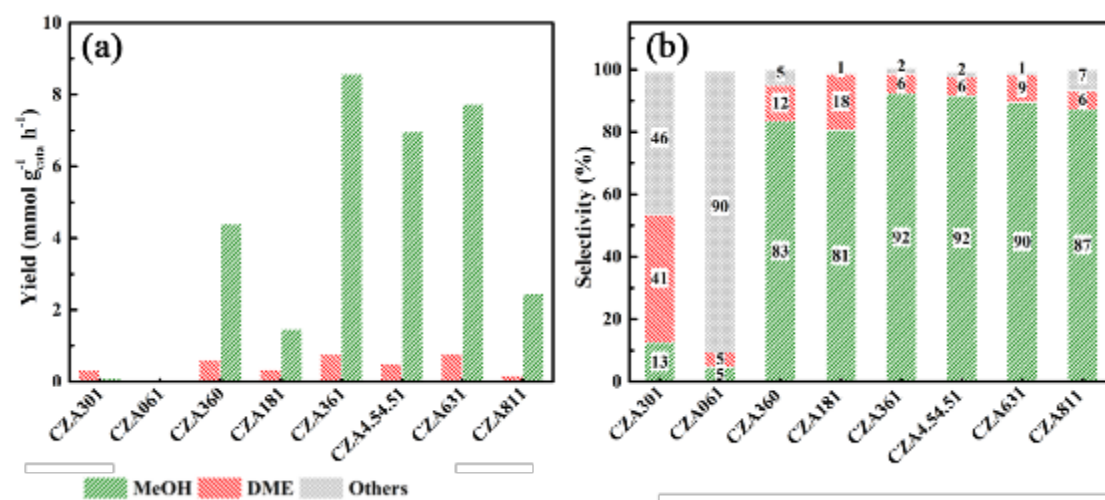 (a)
Yield (mmol g⁻¹cata h⁻¹)
10
8
6
4
2
0
CZA301 CZA061 CZA360 CZA181 CZA361 CZA4.54.51 CZA631 CZA811
(b)
Selectivity (%)
100
80
60
40
20
0
46 41 13
90 5 5
5 12 83
1 18 81
2 6 92
2 6 92
1 9 90
7 6 87
CZA301 CZA061 CZA360 CZA181 CZA361 CZA4.54.51 CZA631 CZA811
MeOH DME Others